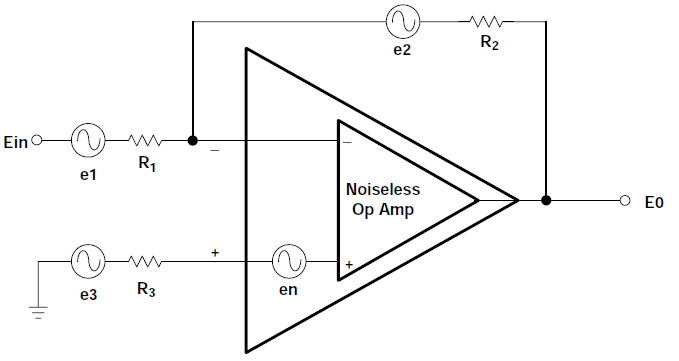 e2
R2
Ein
e1
R1
–
–
Noiseless
Op Amp
E0
+
+
e3
R3
en